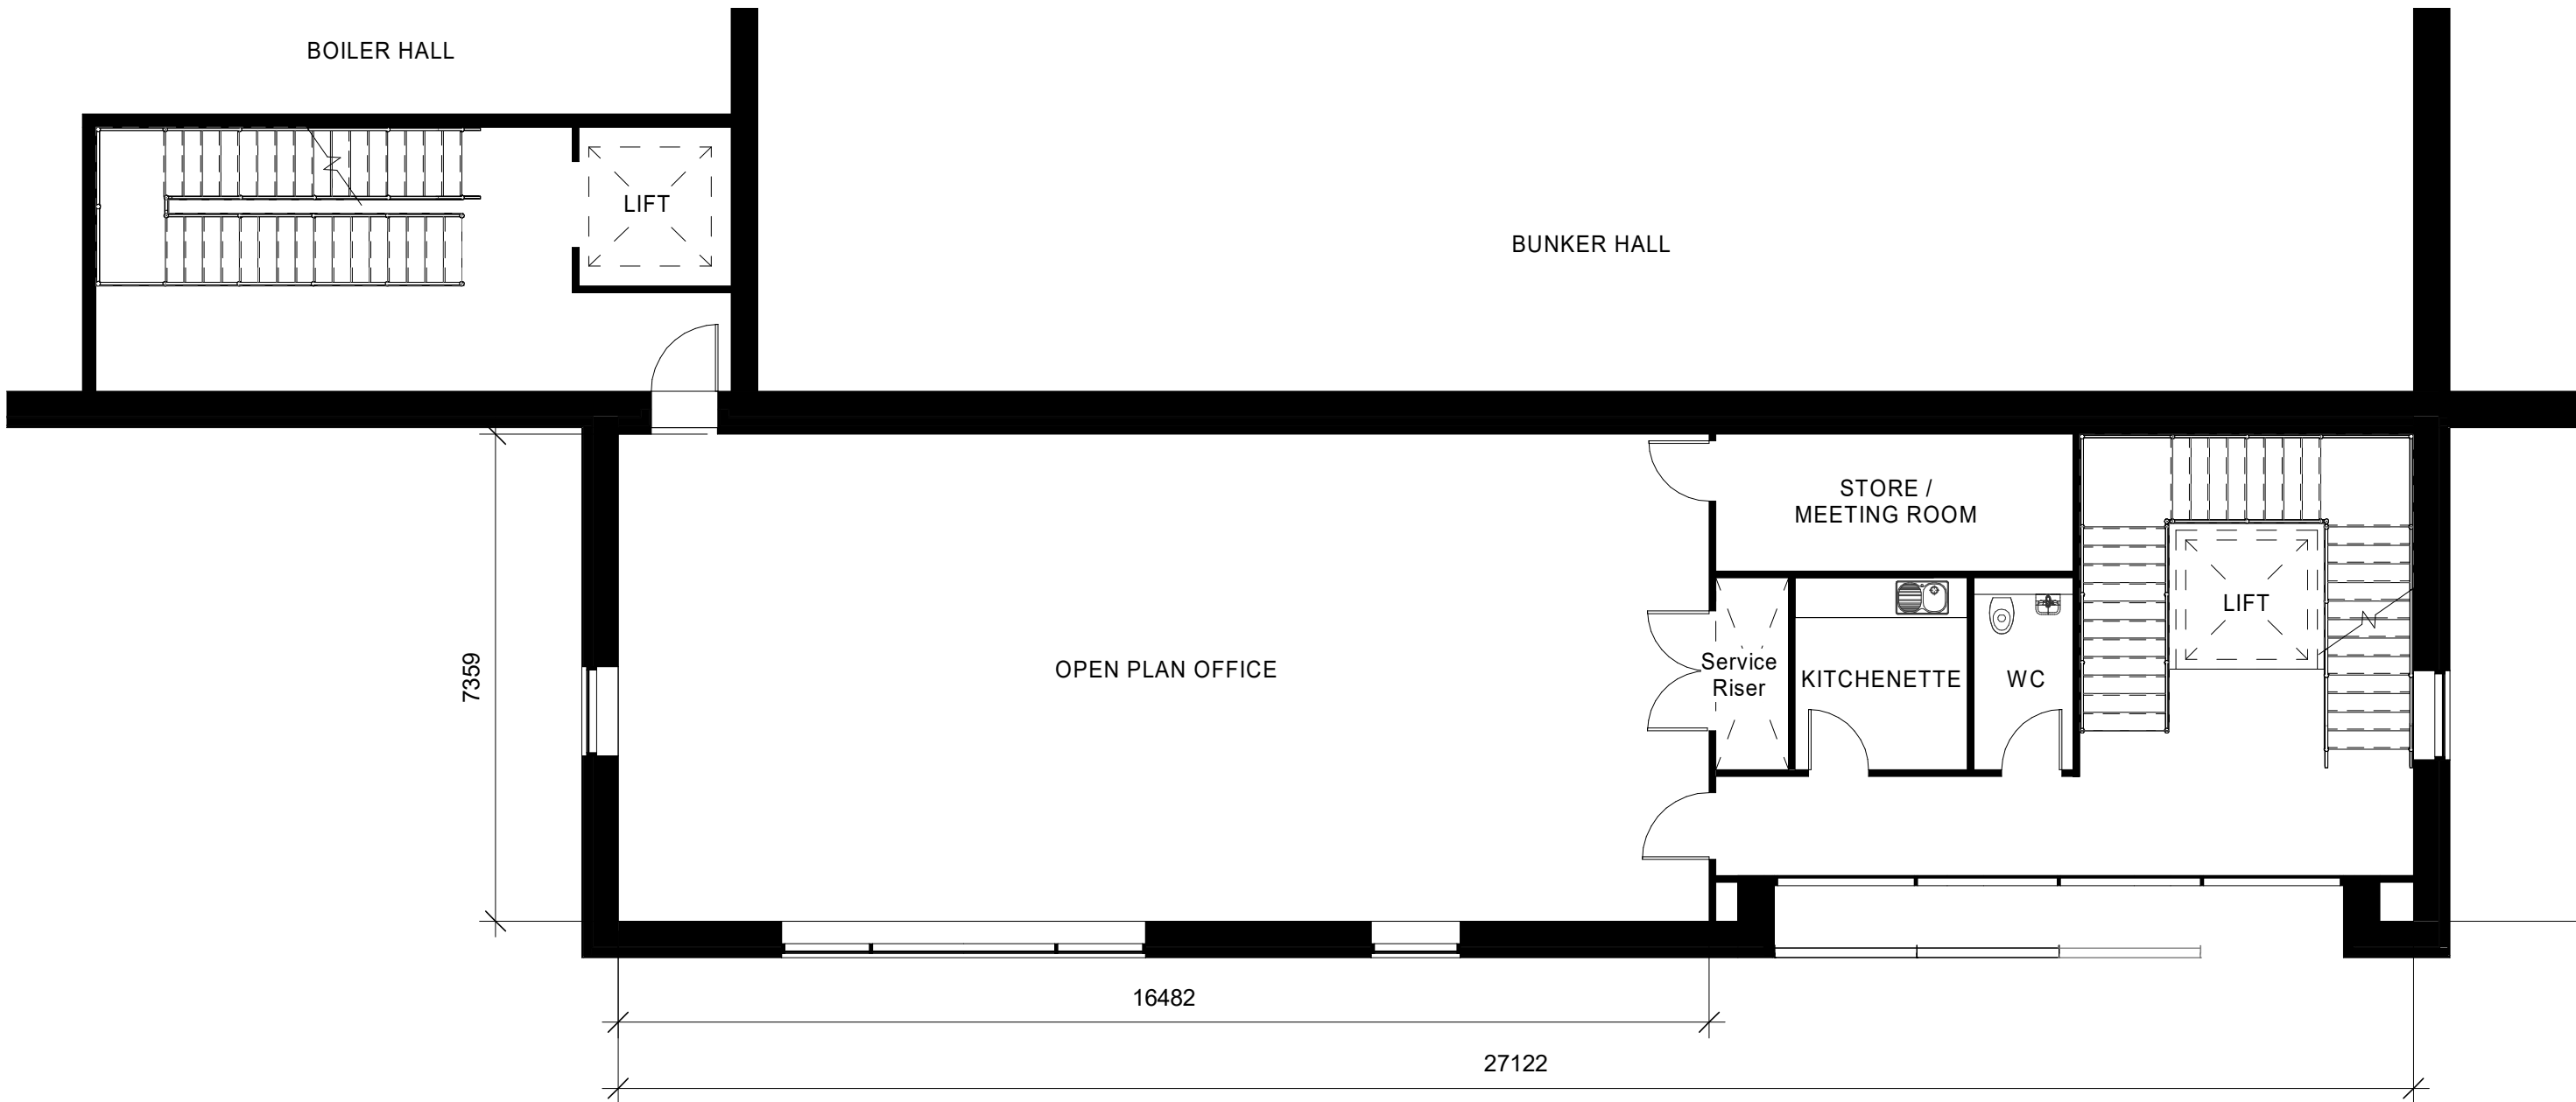 BOILER HALL
LIFT
BUNKER HALL
STORE /
MEETING ROOM
LIFT
OPEN PLAN OFFICE
Service
Riser
KITCHENETTE
WC
7359
16482
27122